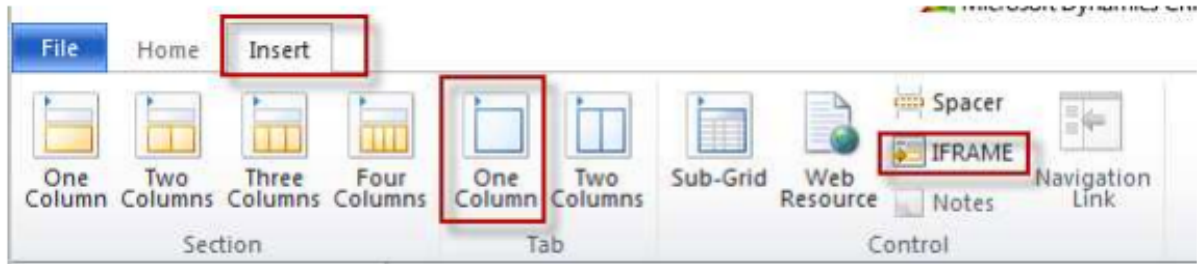 Microsoft Dynamics CRM
File Home Insert
One Column
Two Columns
Three Columns
Four Columns
One Column
Two Columns
Sub-Grid
Web Resource
Spacer
IFRAME
Notes
Navigation Link
Section Tab Control